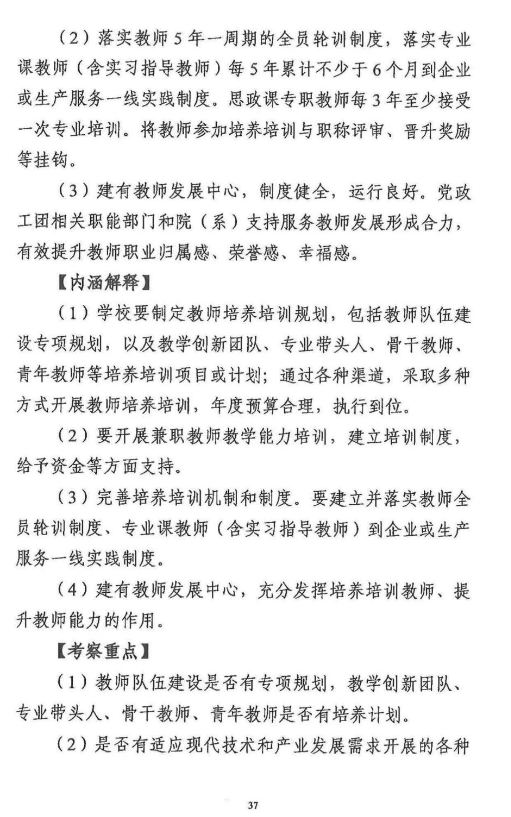 （2）落实教师 5 年一周期的全员轮训制度，落实专业
课教师（含实习指导教师）每 5 年累计不少于 6 个月到企业
或生产服务一线实践制度。思政课专职教师每 3 年至少接受
一次专业培训。将教师参加培养培训与职称评审、晋升奖励
等挂钩。
（3）建有教师发展中心，制度健全，运行良好。党政
工团相关职能部门和院（系）支持服务教师发展形成合力，
有效提升教师职业归属感、荣誉感、幸福感。
【内涵解释】
（1）学校要制定教师培养培训规划，包括教师队伍建
设专项规划，以及教学创新团队、专业带头人、骨干教师、
青年教师等培养培训项目或计划；通过各种渠道，采取多种
方式开展教师培养培训，年度预算合理，执行到位。
（2）要开展兼职教师教学能力培训，建立培训制度，
给予资金等方面支持。
（3）完善培养培训机制和制度。要建立并落实教师全
员轮训制度、专业课教师（含实习指导教师）到企业或生产
服务一线实践制度。
（4）建有教师发展中心，充分发挥培养培训教师、提
升教师能力的作用。
【考察重点】
（1）教师队伍建设是否有专项规划，教学创新团队、
专业带头人、骨干教师、青年教师是否有培养计划。
（2）是否有适应现代技术和产业发展需求开展的各种
37